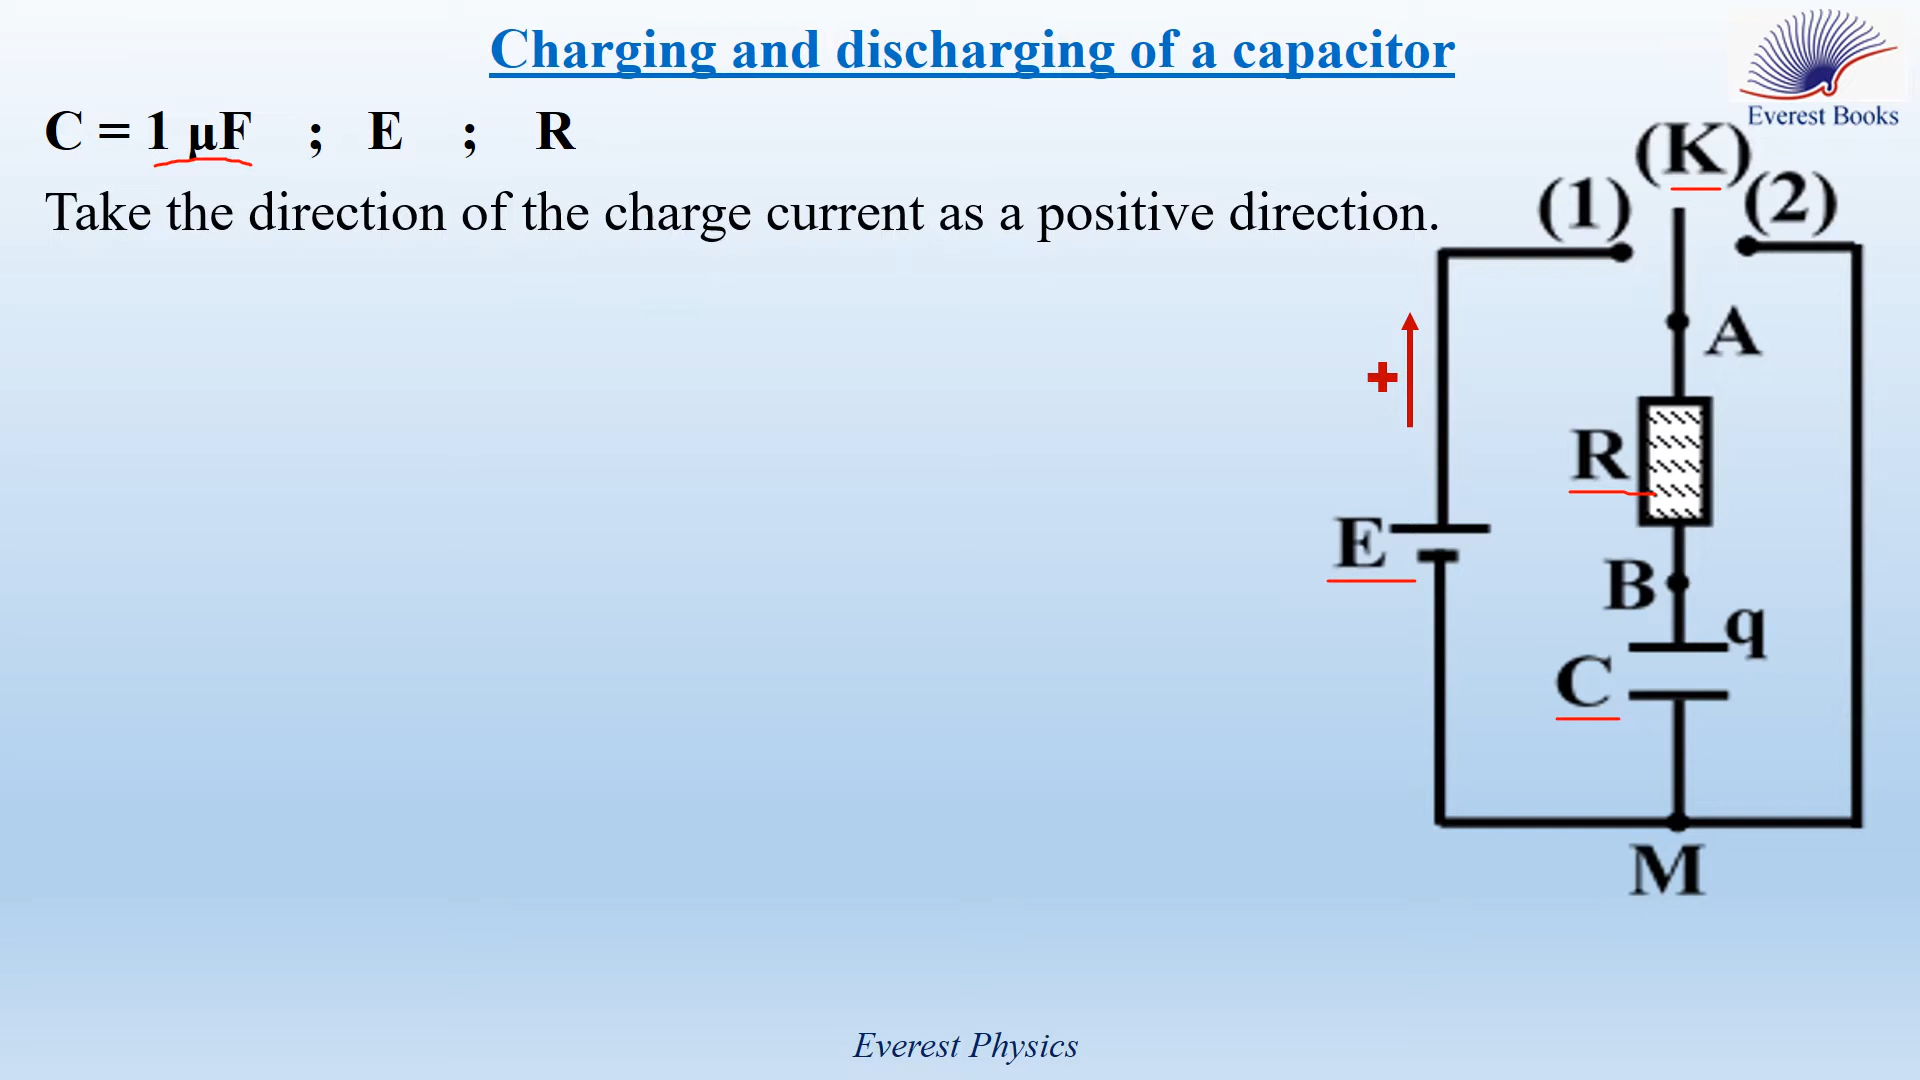 Charging and discharging of a capacitor
Everest Books
C = 1 μF ; E ; R
Take the direction of the charge current as a positive direction.
(K)
(1)
(2)
A
+
R
E
B
q
C
M
Everest Physics